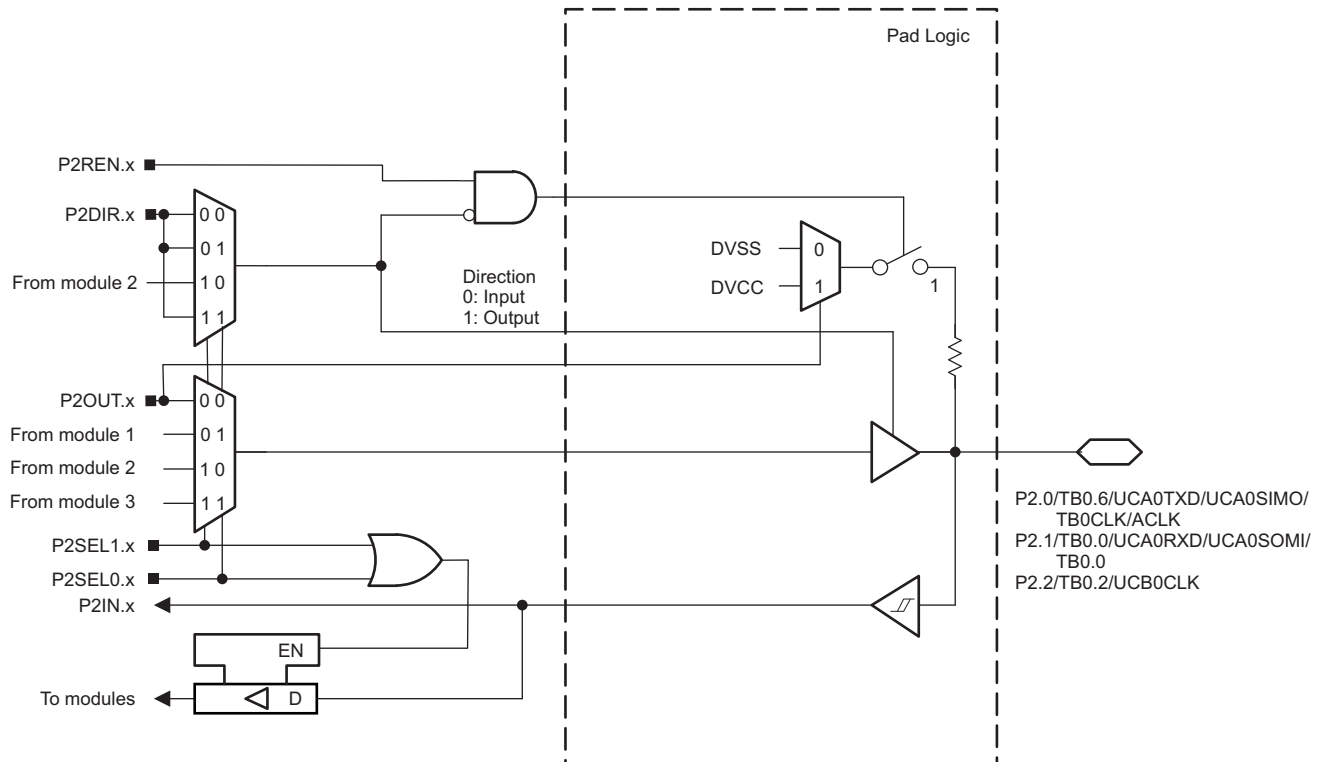 Pad Logic
P2REN.x
P2DIR.x
0 0
0 1
From module 2
1 0
1 1
Direction
0: Input
1: Output
DVSS
0
DVCC
1
1
P2OUT.x
0 0
From module 1
0 1
From module 2
1 0
From module 3
1 1
P2SEL1.x
P2SEL0.x
P2IN.x
EN
To modules
D
P2.0/TB0.6/UCA0TXD/UCA0SIMO/
TB0CLK/ACLK
P2.1/TB0.0/UCA0RXD/UCA0SOMI/
TB0.0
P2.2/TB0.2/UCB0CLK